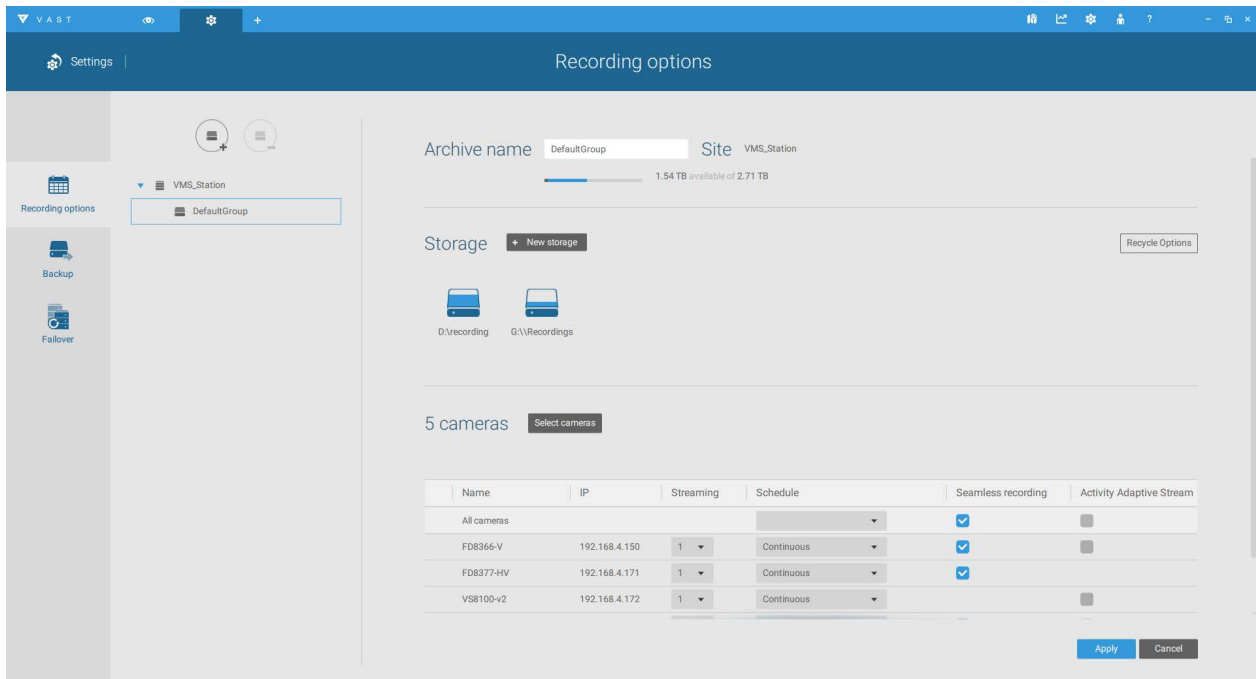 VAST
+ ?
Settings
Recording options
Recording options
Backup
Failover
VMS_Station
DefaultGroup
Archive name DefaultGroup Site VMS_Station
1.54 TB available of 2.71 TB
Storage + New storage Recycle Options
D:\recording G:\\Recordings
5 cameras Select cameras
Name IP Streaming Schedule Seamless recording Activity Adaptive Stream
All cameras
FD8366-V 192.168.4.150 1 Continuous
FD8377-HV 192.168.4.171 1 Continuous
VS8100-v2 192.168.4.172 1 Continuous
Apply Cancel